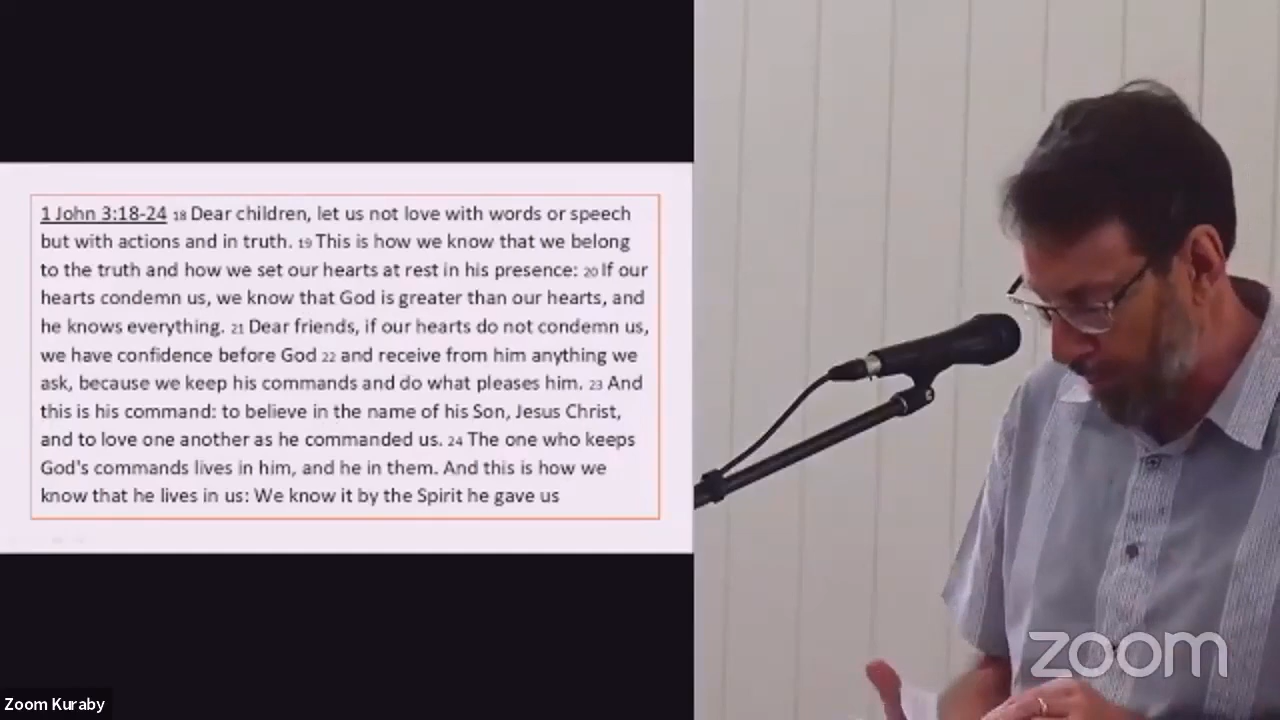 1 John 3:18-24 18 Dear children, let us not love with words or speech
but with actions and in truth. 19 This is how we know that we belong
to the truth and how we set our hearts at rest in his presence: 20 If our
hearts condemn us, we know that God is greater than our hearts, and
he knows everything. 21 Dear friends, if our hearts do not condemn us,
we have confidence before God 22 and receive from him anything we
ask, because we keep his commands and do what pleases him. 23 And
this is his command: to believe in the name of his Son, Jesus Christ,
and to love one another as he commanded us. 24 The one who keeps
God's commands lives in him, and he in them. And this is how we
know that he lives in us: We know it by the Spirit he gave us
zoom
Zoom Kuraby